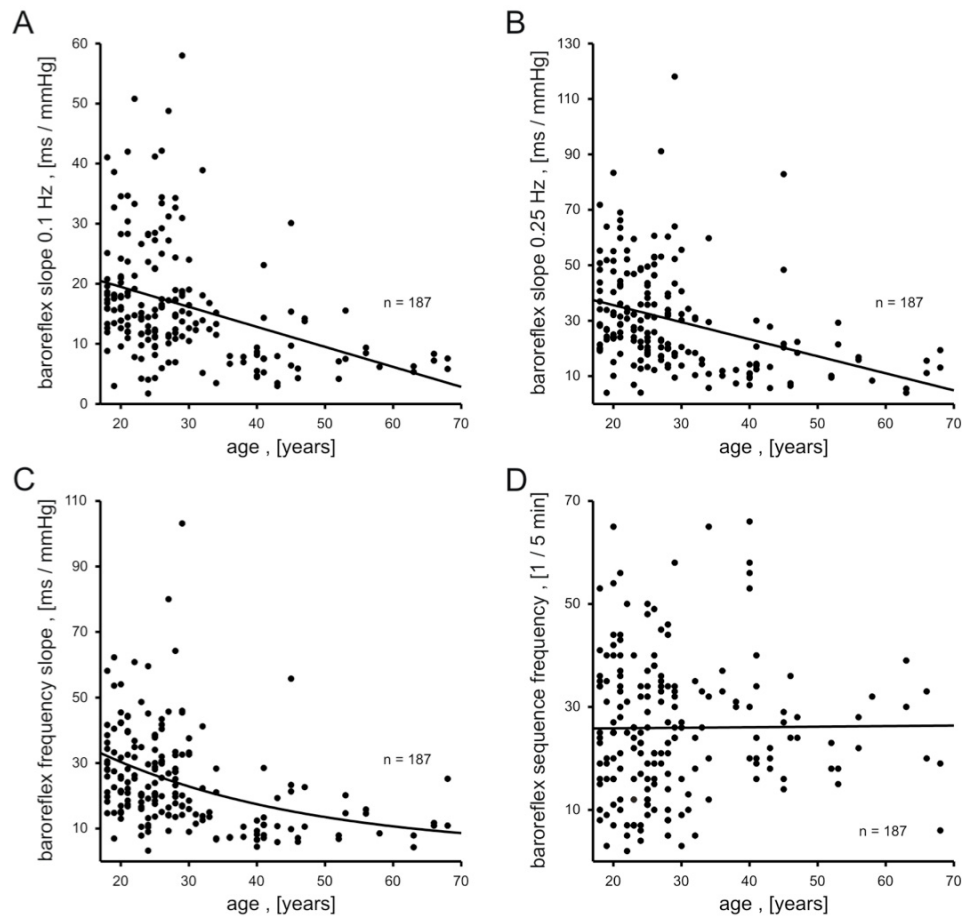 A
baroreflex slope 0.1 Hz , [ms / mmHg]
60
50
40
30
20
10
0
n = 187
20 30 40 50 60 70
age , [years]
B
baroreflex slope 0.25 Hz , [ms / mmHg]
130
110
90
70
50
30
10
n = 187
20 30 40 50 60 70
age , [years]
C
baroreflex frequency slope , [ms / mmHg]
110
90
70
50
30
10
n = 187
20 30 40 50 60 70
age , [years]
D
baroreflex sequence frequency , [1 / 5 min]
70
50
30
10
n = 187
20 30 40 50 60 70
age , [years]